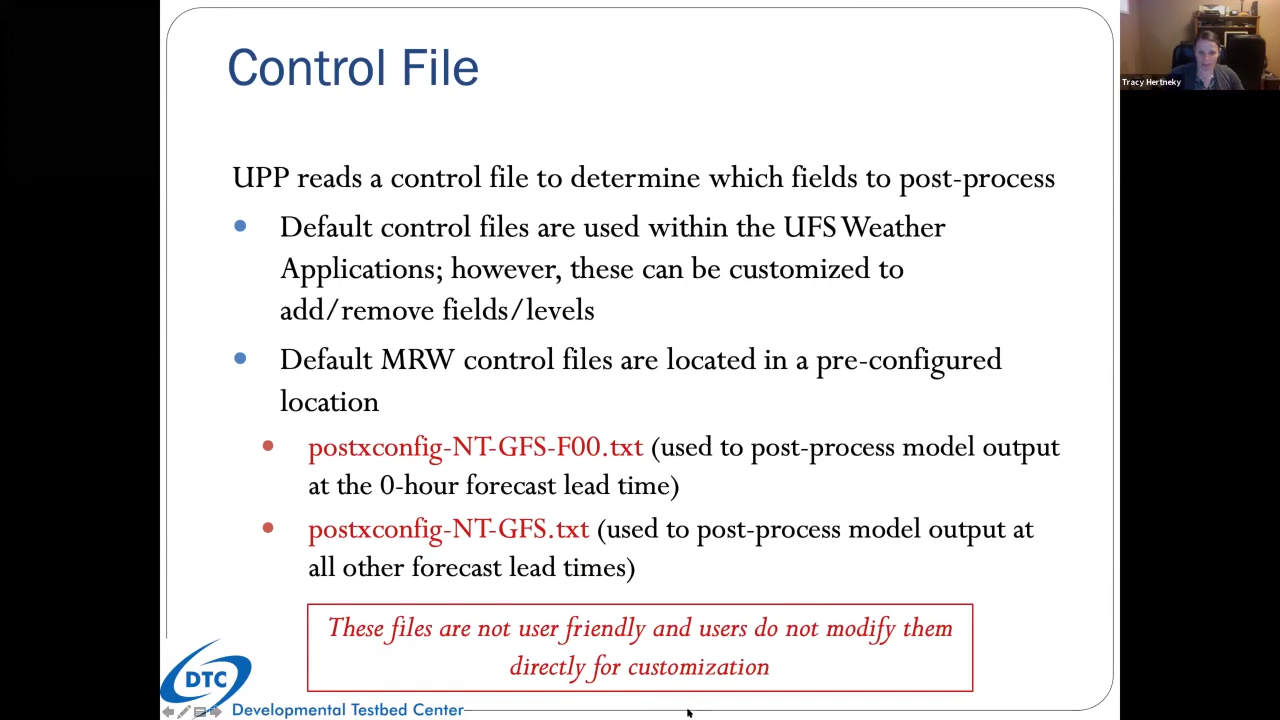 Control File
Tracy Hertneky
UPP reads a control file to determine which fields to post-process
Default control files are used within the UFS Weather
Applications; however, these can be customized to
add/remove fields/levels
Default MRW control files are located in a pre-configured
location
postxconfig-NT-GFS-F00.txt (used to post-process model output
at the 0-hour forecast lead time)
postxconfig-NT-GFS.txt (used to post-process model output at
all other forecast lead times)
These files are not user friendly and users do not modify them
directly for customization
DTC
Developmental Testbed Center